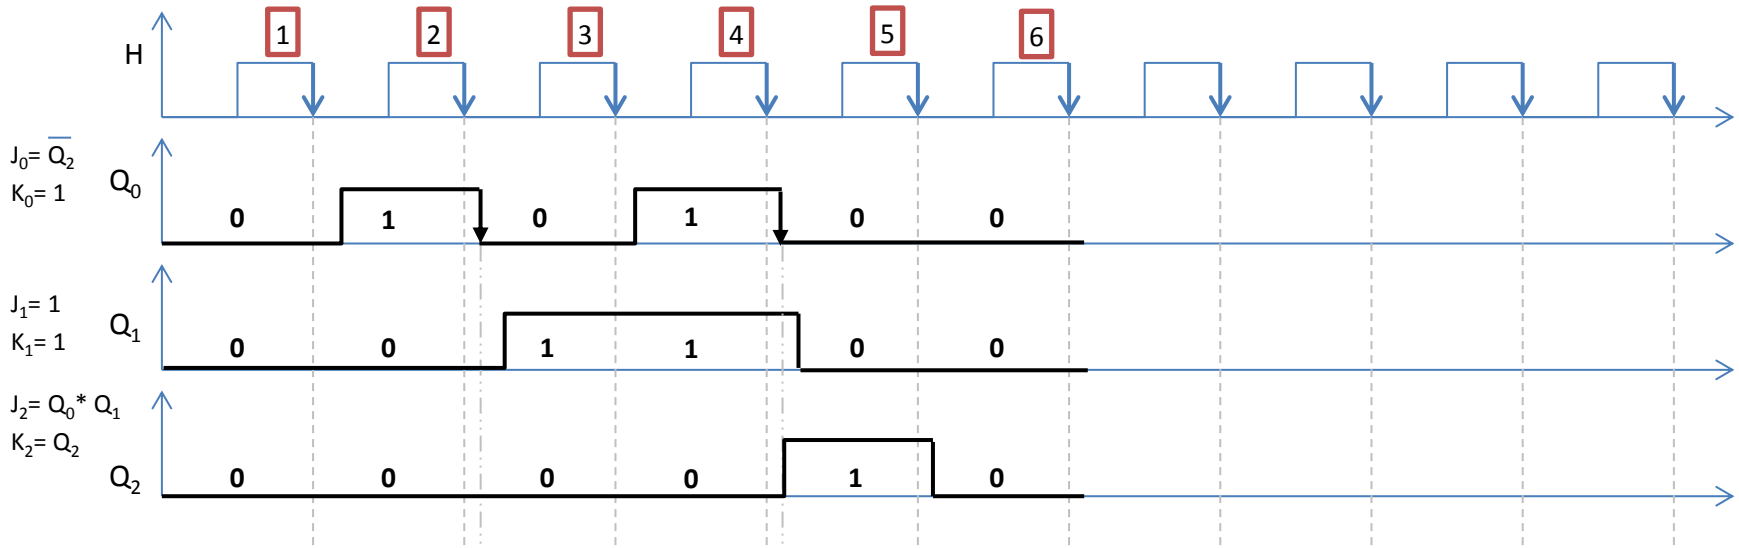 1 2 3 4 5 6
H
J₀= Q̅₂
K₀= 1
Q₀
0 1 0 1 0 0
J₁= 1
K₁= 1
Q₁
0 0 1 1 0 0
J₂= Q₀* Q₁
K₂= Q₂
Q₂
0 0 0 0 1 0